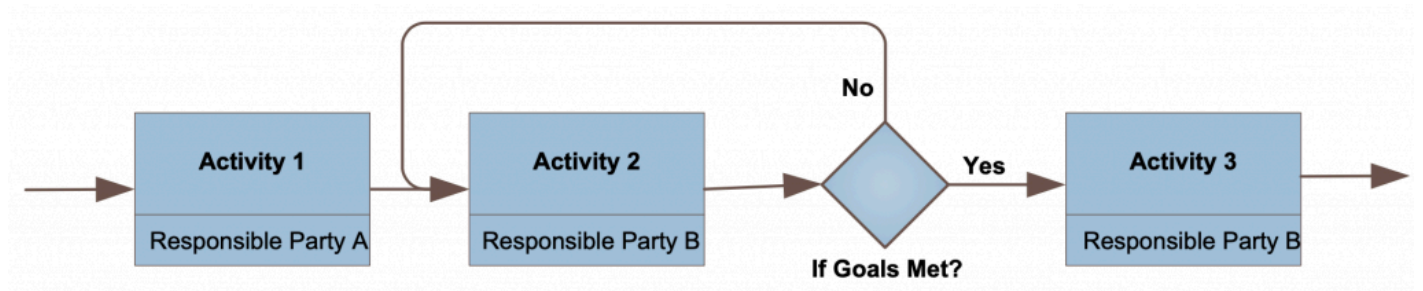 No
Activity 1
Activity 2
Yes
Activity 3
Responsible Party A
Responsible Party B
Responsible Party B
If Goals Met?